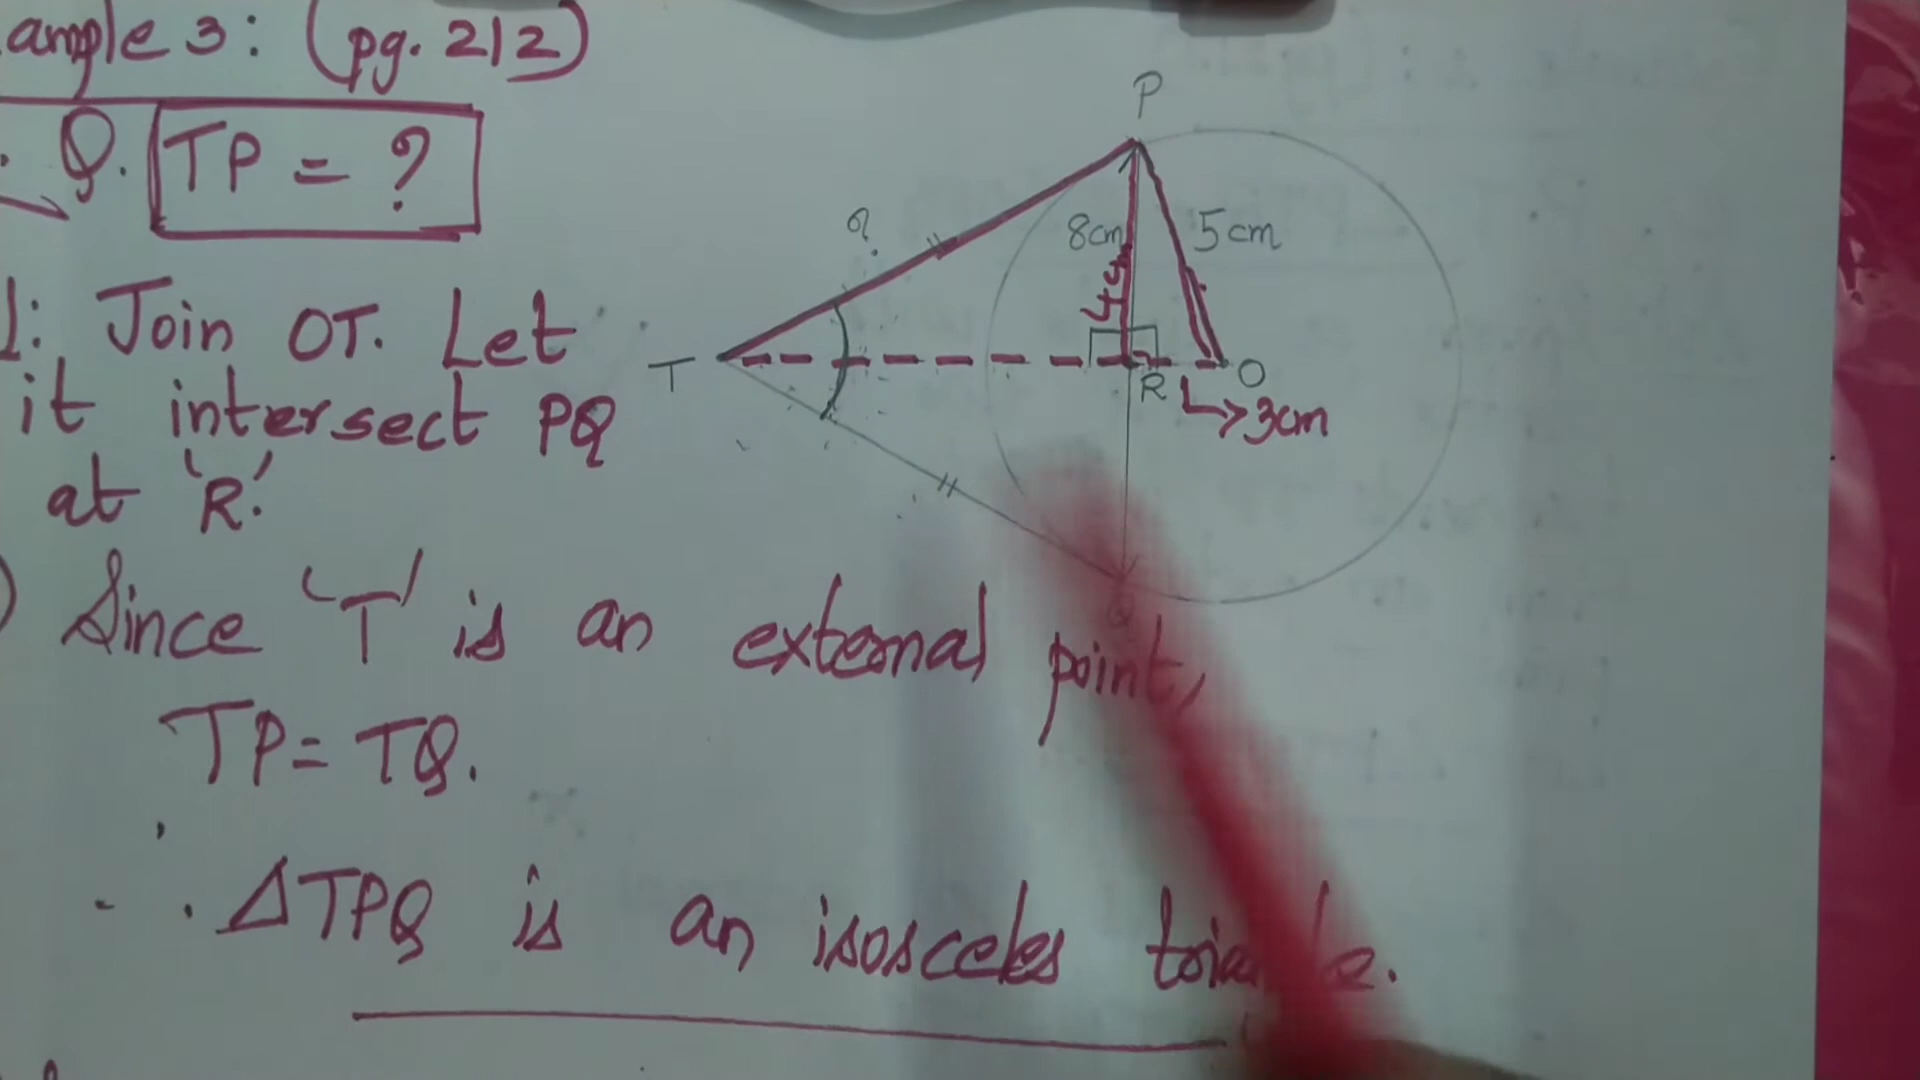 ample 3: (pg. 212)
Q. TP = ?
1: Join OT. Let
it intersect PQ
at 'R'.
P
?
8cm
5cm
4cm
T
R
O
3cm
Q
Since 'T' is an external point,
TP = TQ.
∴ ΔTPQ is an isosceles